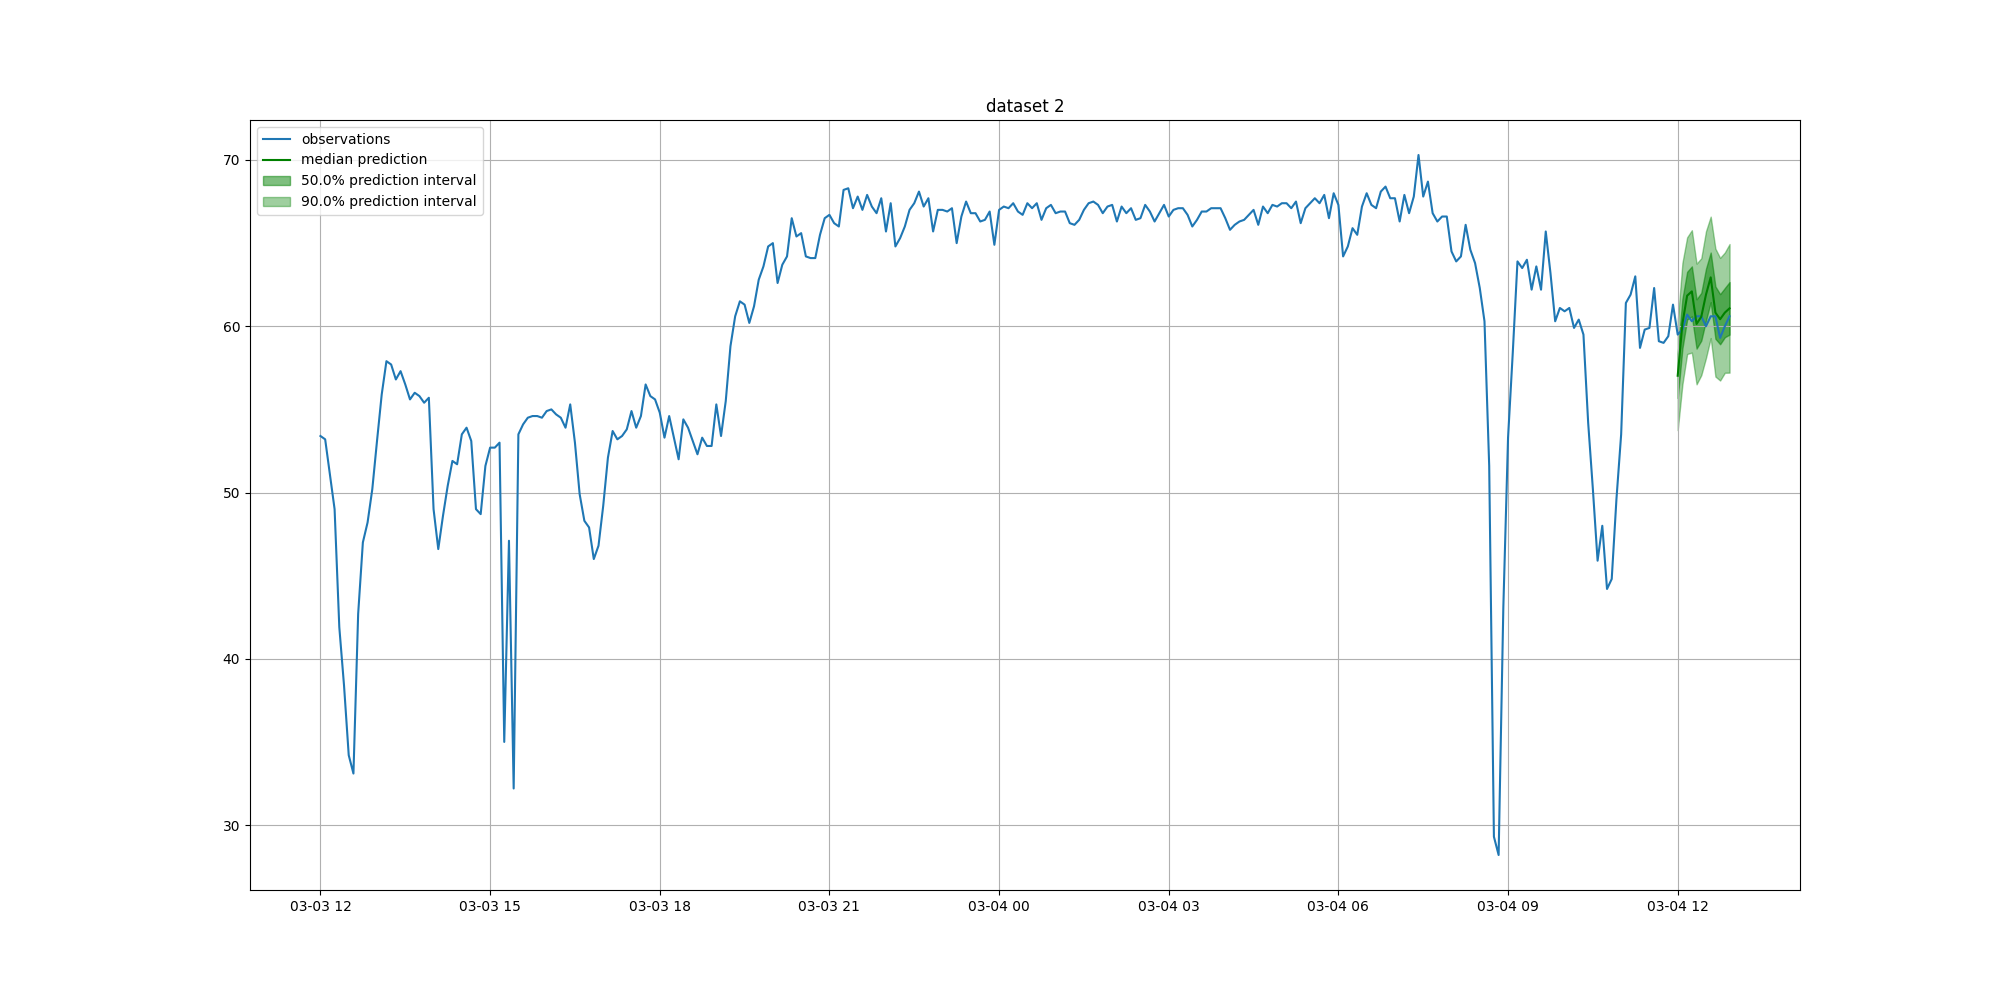 dataset 2
observations
median prediction
50.0% prediction interval
90.0% prediction interval
70
60
50
40
30
03-03 12
03-03 15
03-03 18
03-03 21
03-04 00
03-04 03
03-04 06
03-04 09
03-04 12